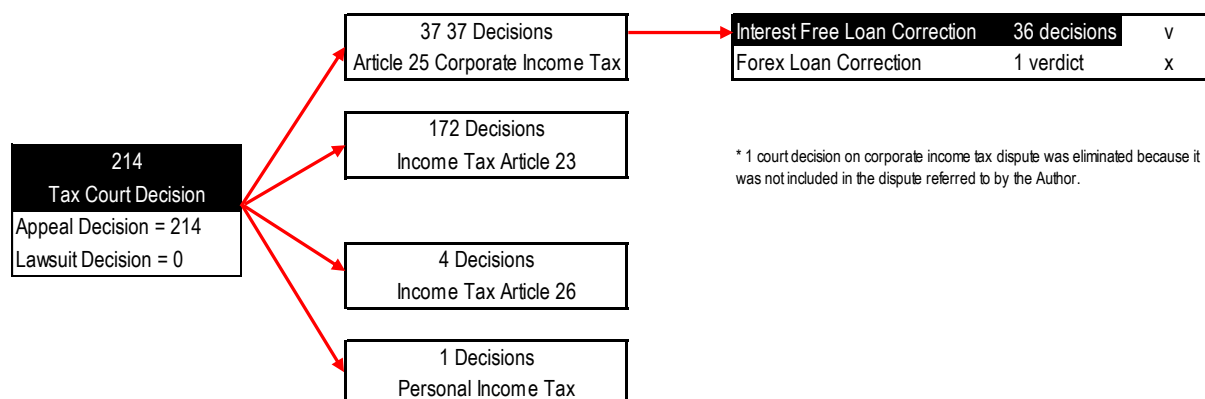 214
Tax Court Decision
Appeal Decision = 214
Lawsuit Decision = 0
37 37 Decisions
Article 25 Corporate Income Tax
172 Decisions
Income Tax Article 23
4 Decisions
Income Tax Article 26
1 Decisions
Personal Income Tax
Interest Free Loan Correction 36 decisions v
Forex Loan Correction 1 verdict x
* 1 court decision on corporate income tax dispute was eliminated because it
was not included in the dispute referred to by the Author.